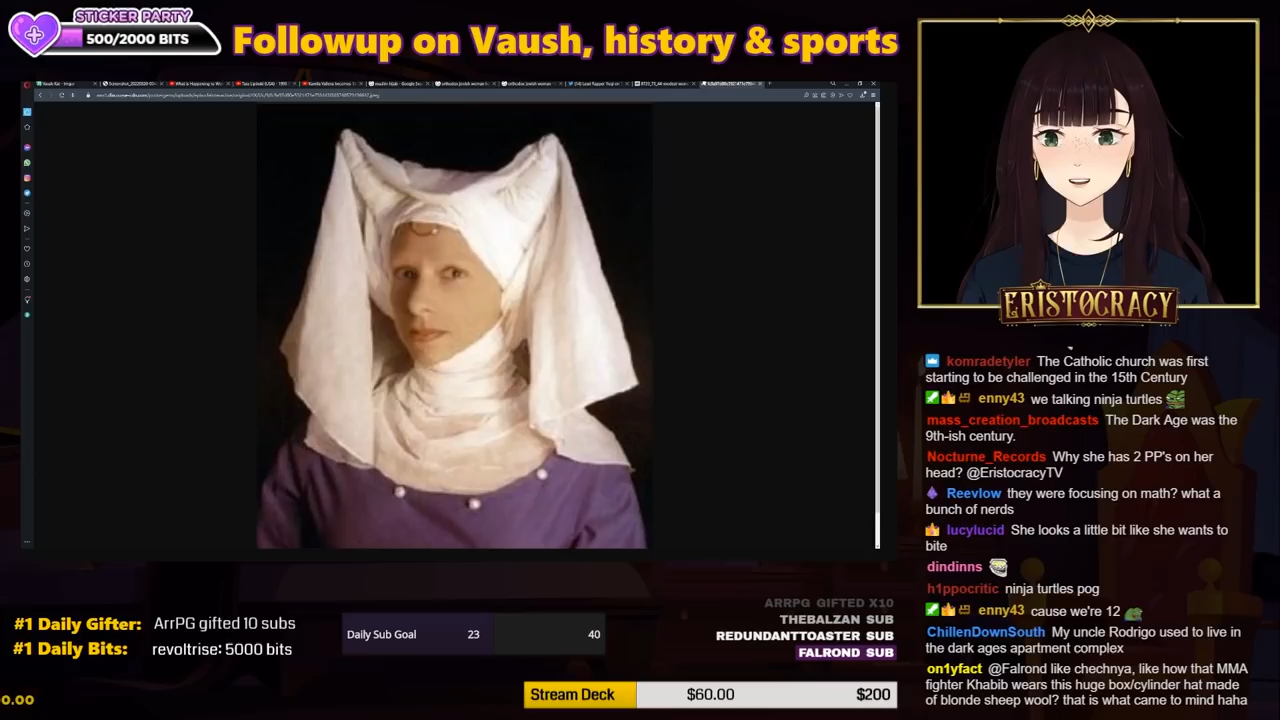 STICKER PARTY
500/2000 BITS
Followup on Vaush, history & sports
ERISTOCRACY
komradetyler The Catholic church was first
starting to be challenged in the 15th Century
enny43 we talking ninja turtles
mass_creation_broadcasts The Dark Age was the
9th-ish century.
Nocturne_Records Why she has 2 PP's on her
head? @EristocracyTV
Reevlow they were focusing on math? what a
bunch of nerds
lucylucid She looks a little bit like she wants to
bite
dindinns
h1ppocritic ninja turtles pog
enny43 cause we're 12
ChillenDownSouth My uncle Rodrigo used to live in
the dark ages apartment complex
on1yfact @Falrond like chechnya, like how that MMA
fighter Khabib wears this huge box/cylinder hat made
of blonde sheep wool? that is what came to mind haha
#1 Daily Gifter: ArrPG gifted 10 subs
#1 Daily Bits: revoltrise: 5000 bits
0.00
Daily Sub Goal 23 40
ARRPG GIFTED X10
THEBALZAN SUB
REDUNDANTTOASTER SUB
FALROND SUB
Stream Deck $60.00 $200